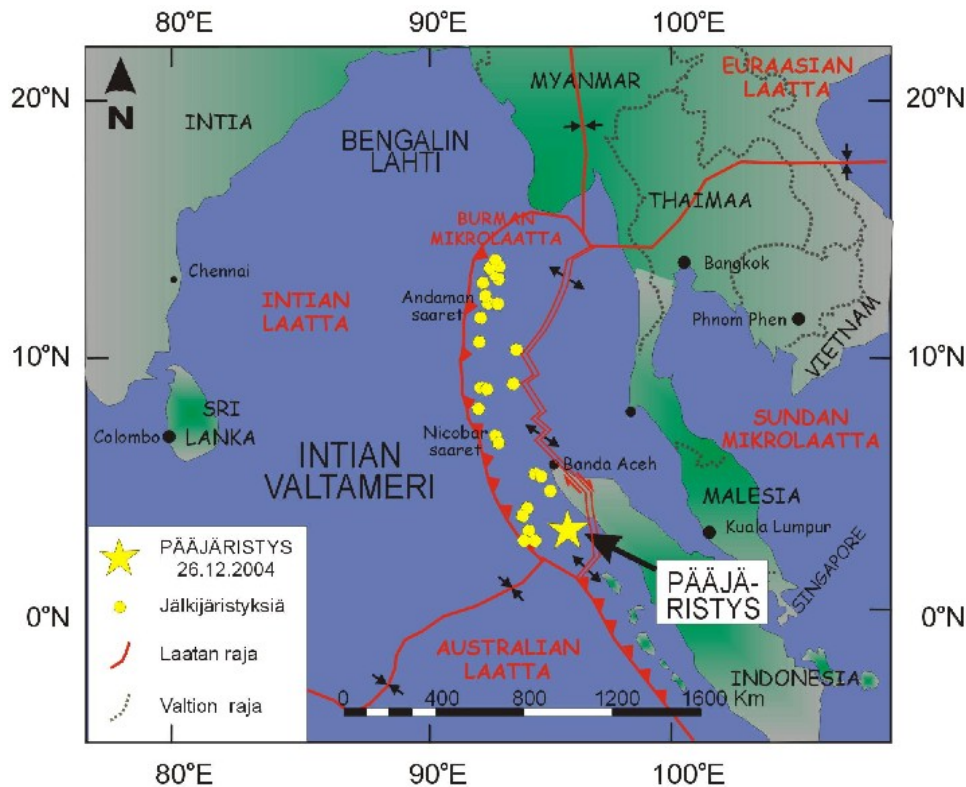 80°E
90°E
100°E
20°N
20°N
N
MYANMAR
EURAASIAN
LAATTA
INTIA
BENGALIN
LAHTI
THAIMAA
BURMAN
MIKROLAATTA
Chennai
Bangkok
INTIAN
LAATTA
Andaman
saaret
Phnom Phen
VIETNAM
10°N
10°N
SRI
LANKA
Colombo
SUNDAN
MIKROLAATTA
Nicobar
saaret
INTIAN
VALTAMERI
Banda Aceh
MALESIA
Kuala Lumpur
PÄÄJÄRISTYS
26.12.2004
PÄÄJÄ-
RISTYS
SINGAPORE
Jälkijäristyksiä
0°N
0°N
Laatan raja
AUSTRALIAN
LAATTA
INDONESIA
Valtion raja
0 400 800 1200 1600 Km
80°E
90°E
100°E